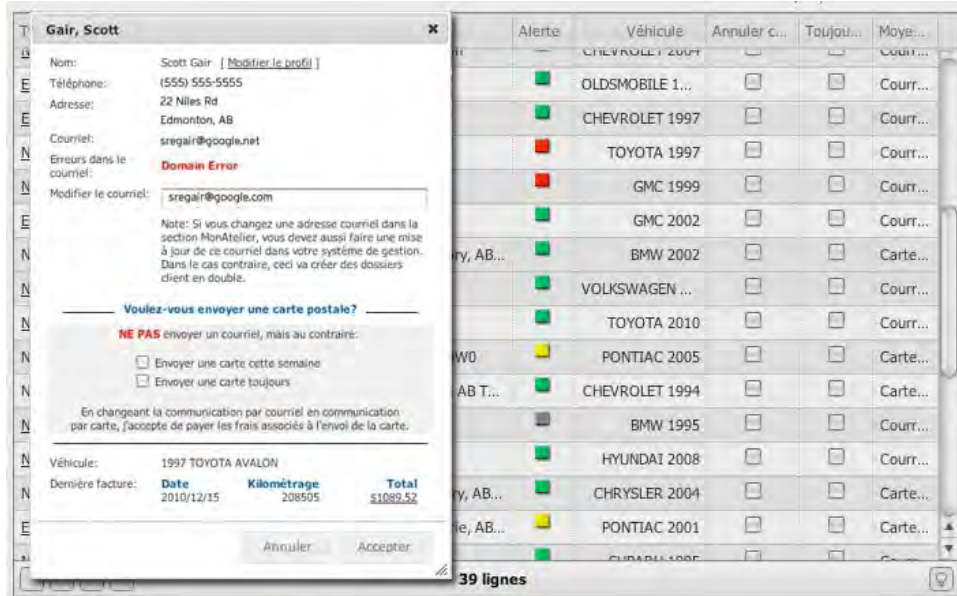 Gair, Scott
Nom: Scott Gair [ Modifier le profil ]
Téléphone: (555) 555-5555
Adresse: 22 Niles Rd
Edmonton, AB
Courriel: sregair@google.net
Erreurs dans le courriel: Domain Error
Modifier le courriel: sregair@google.com
Note: Si vous changez une adresse courriel dans la
section MonAtelier, vous devez aussi faire une mise
à jour de ce courriel dans votre système de gestion.
Dans le cas contraire, ceci va créer des dossiers
client en double.
Voulez-vous envoyer une carte postale?
NE PAS envoyer un courriel, mais au contraire:
Envoyer une carte cette semaine
Envoyer une carte toujours
En changeant la communication par courriel en communication
par carte, j'accepte de payer les frais associés à l'envoi de la carte.
Véhicule: 1997 TOYOTA AVALON
Dernière facture: Date Kilométrage Total
2010/12/15 208505 $1089.52
Annuler Accepter
Alerte Véhicule Annuler c... Toujou... Moye...
CHEVROLET 2004 Courr...
OLDSMOBILE 1... Courr...
CHEVROLET 1997 Courr...
TOYOTA 1997 Courr...
GMC 1999 Courr...
GMC 2002 Courr...
ry, AB... BMW 2002 Carte...
VOLKSWAGEN ... Courr...
TOYOTA 2010 Courr...
0W0 PONTIAC 2005 Carte...
AB T... CHEVROLET 1994 Carte...
BMW 1995 Courr...
HYUNDAI 2008 Courr...
ry, AB... CHRYSLER 2004 Carte...
rie, AB... PONTIAC 2001 Carte...
SUBARU 1995
39 lignes